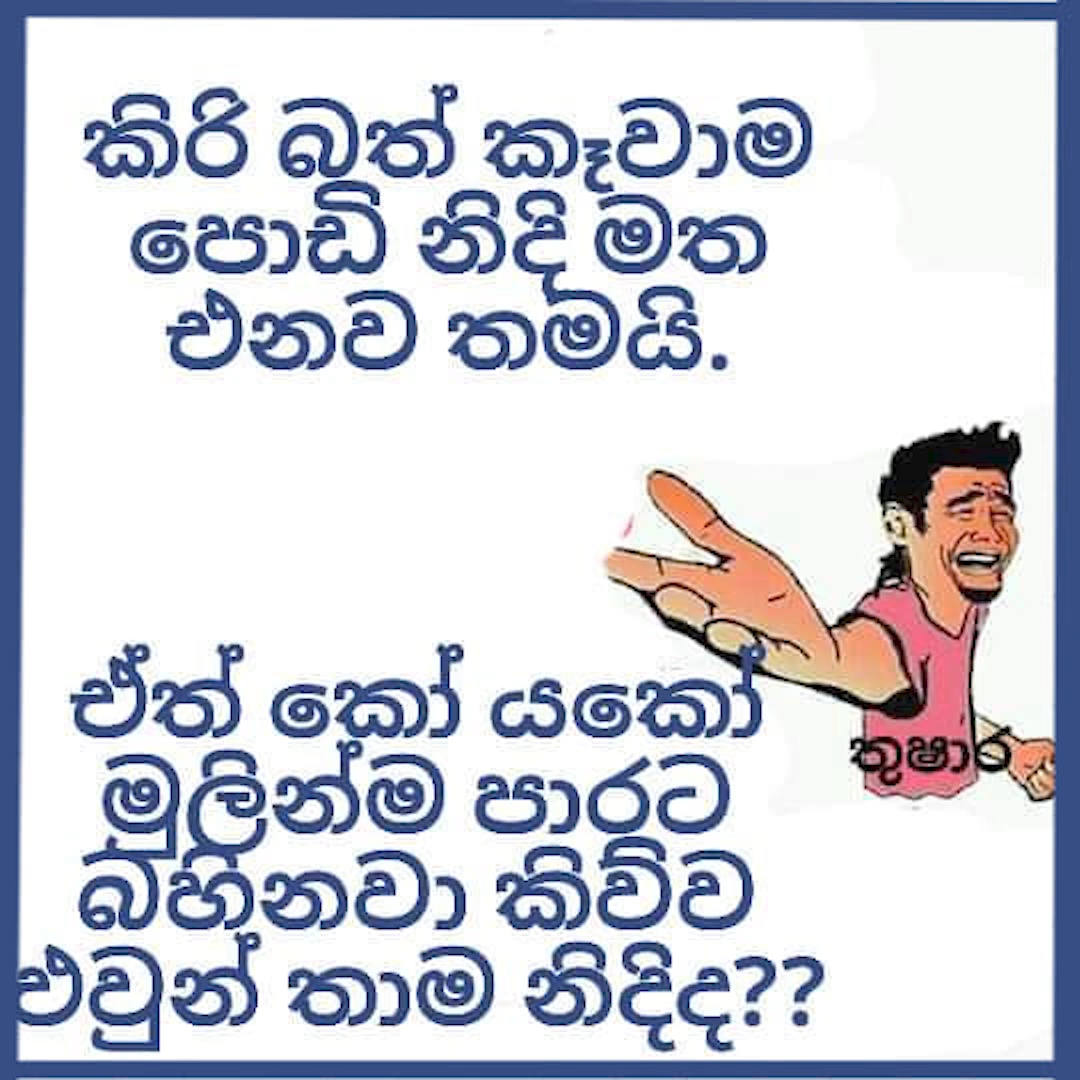 කිරි බත් කෑවාම
පොඩි නිදි මත
එනව තමයි.
ඒත් කෝ යකෝ
මුලින්ම පාරට
බහිනවා කිව්ව
එවුන් තාම නිදිද??
තුෂාර